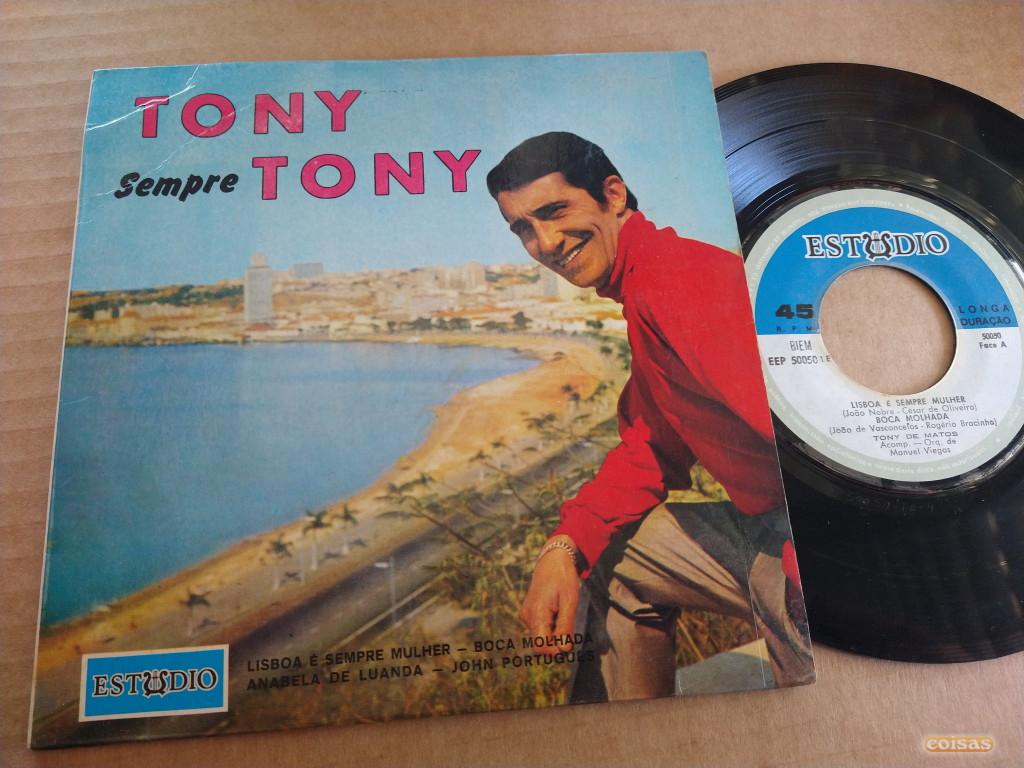 TONY
Sempre TONY
ESTUDIO
LISBOA É SEMPRE MULHER – BOCA MOLHADA
ANABELA DE LUANDA – JOHN PORTUGUÊS
ESTUDIO
45
R. P. M.
LONGA
DURAÇÃO
BIEM
EEP 50050 1 E
50050
Face A
LISBOA É SEMPRE MULHER
(João Nobre - César de Oliveira)
BOCA MOLHADA
(João de Vasconcelos - Rogério Bracinha)
TONY DE MATOS
Acomp. — Orq. de
Manuel Viegas
coisas